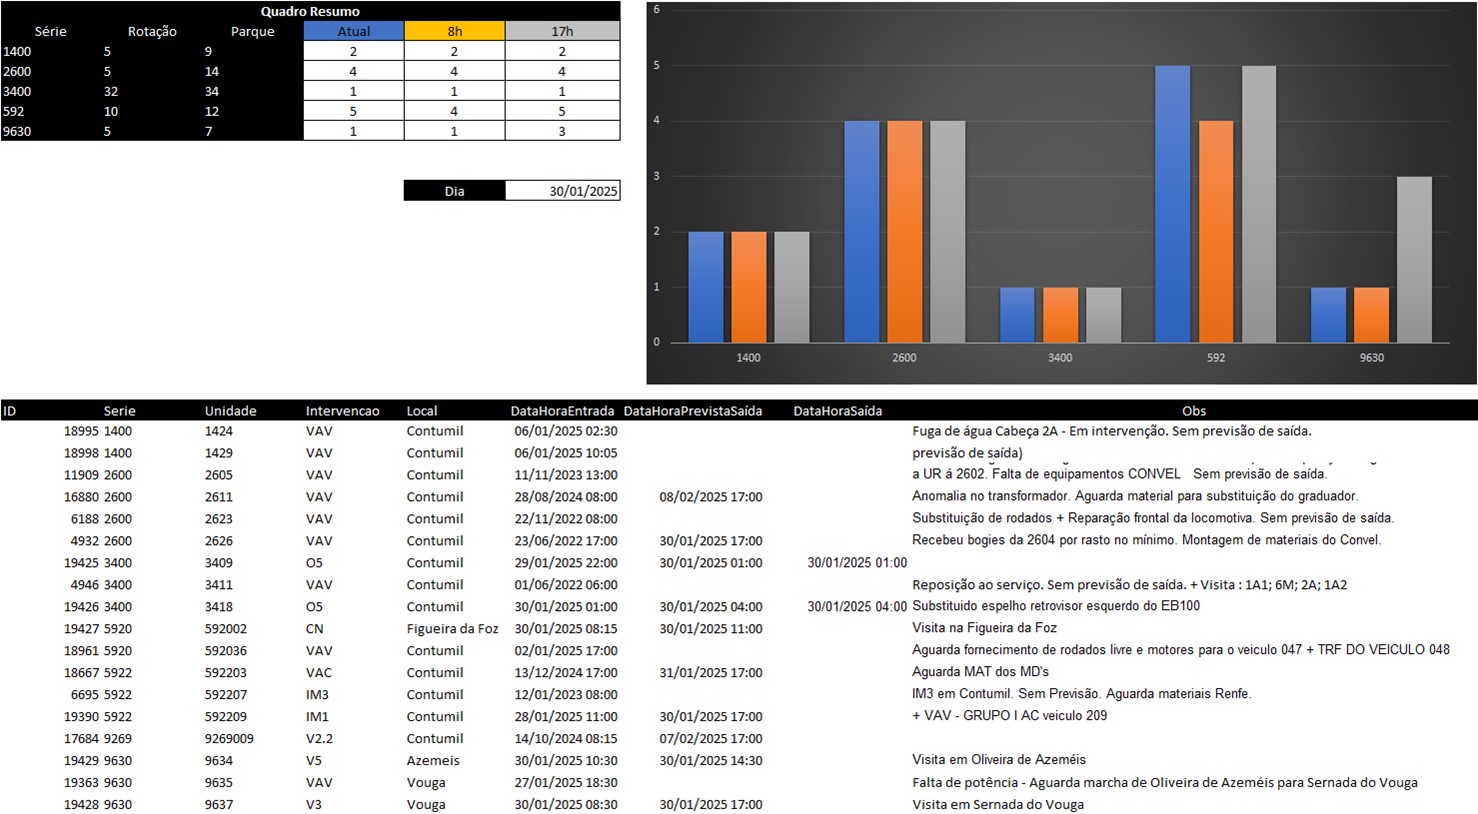 Quadro Resumo
Série Rotação Parque Atual 8h 17h
1400 5 9 2 2 2
2600 5 14 4 4 4
3400 32 34 1 1 1
592 10 12 5 4 5
9630 5 7 1 1 3
Dia 30/01/2025
6
5
4
3
2
1
0
1400 2600 3400 592 9630
ID Serie Unidade Intervencao Local DataHoraEntrada DataHoraPrevistaSaída DataHoraSaída Obs
18995 1400 1424 VAV Contumil 06/01/2025 02:30 Fuga de água Cabeça 2A - Em intervenção. Sem previsão de saída.
18998 1400 1429 VAV Contumil 06/01/2025 10:05 previsão de saída)
11909 2600 2605 VAV Contumil 11/11/2023 13:00 a UR á 2602. Falta de equipamentos CONVEL Sem previsão de saída.
16880 2600 2611 VAV Contumil 28/08/2024 08:00 08/02/2025 17:00 Anomalia no transformador. Aguarda material para substituição do graduador.
6188 2600 2623 VAV Contumil 22/11/2022 08:00 Substituição de rodados + Reparação frontal da locomotiva. Sem previsão de saída.
4932 2600 2626 VAV Contumil 23/06/2022 17:00 30/01/2025 17:00 Recebeu bogies da 2604 por rasto no mínimo. Montagem de materiais do Convel.
19425 3400 3409 O5 Contumil 29/01/2025 22:00 30/01/2025 01:00 30/01/2025 01:00
4946 3400 3411 VAV Contumil 01/06/2022 06:00 Reposição ao serviço. Sem previsão de saída. + Visita : 1A1; 6M; 2A; 1A2
19426 3400 3418 O5 Contumil 30/01/2025 01:00 30/01/2025 04:00 30/01/2025 04:00 Substituido espelho retrovisor esquerdo do EB100
19427 5920 592002 CN Figueira da Foz 30/01/2025 08:15 30/01/2025 11:00 Visita na Figueira da Foz
18961 5920 592036 VAV Contumil 02/01/2025 17:00 Aguarda fornecimento de rodados livre e motores para o veiculo 047 + TRF DO VEICULO 048
18667 5922 592203 VAC Contumil 13/12/2024 17:00 31/01/2025 17:00 Aguarda MAT dos MD's
6695 5922 592207 IM3 Contumil 12/01/2023 08:00 IM3 em Contumil. Sem Previsão. Aguarda materiais Renfe.
19390 5922 592209 IM1 Contumil 28/01/2025 11:00 30/01/2025 17:00 + VAV - GRUPO I AC veiculo 209
17684 9269 9269009 V2.2 Contumil 14/10/2024 08:15 07/02/2025 17:00
19429 9630 9634 V5 Azemeis 30/01/2025 10:30 30/01/2025 14:30 Visita em Oliveira de Azeméis
19363 9630 9635 VAV Vouga 27/01/2025 18:30 Falta de potência - Aguarda marcha de Oliveira de Azeméis para Sernada do Vouga
19428 9630 9637 V3 Vouga 30/01/2025 08:30 30/01/2025 17:00 Visita em Sernada do Vouga